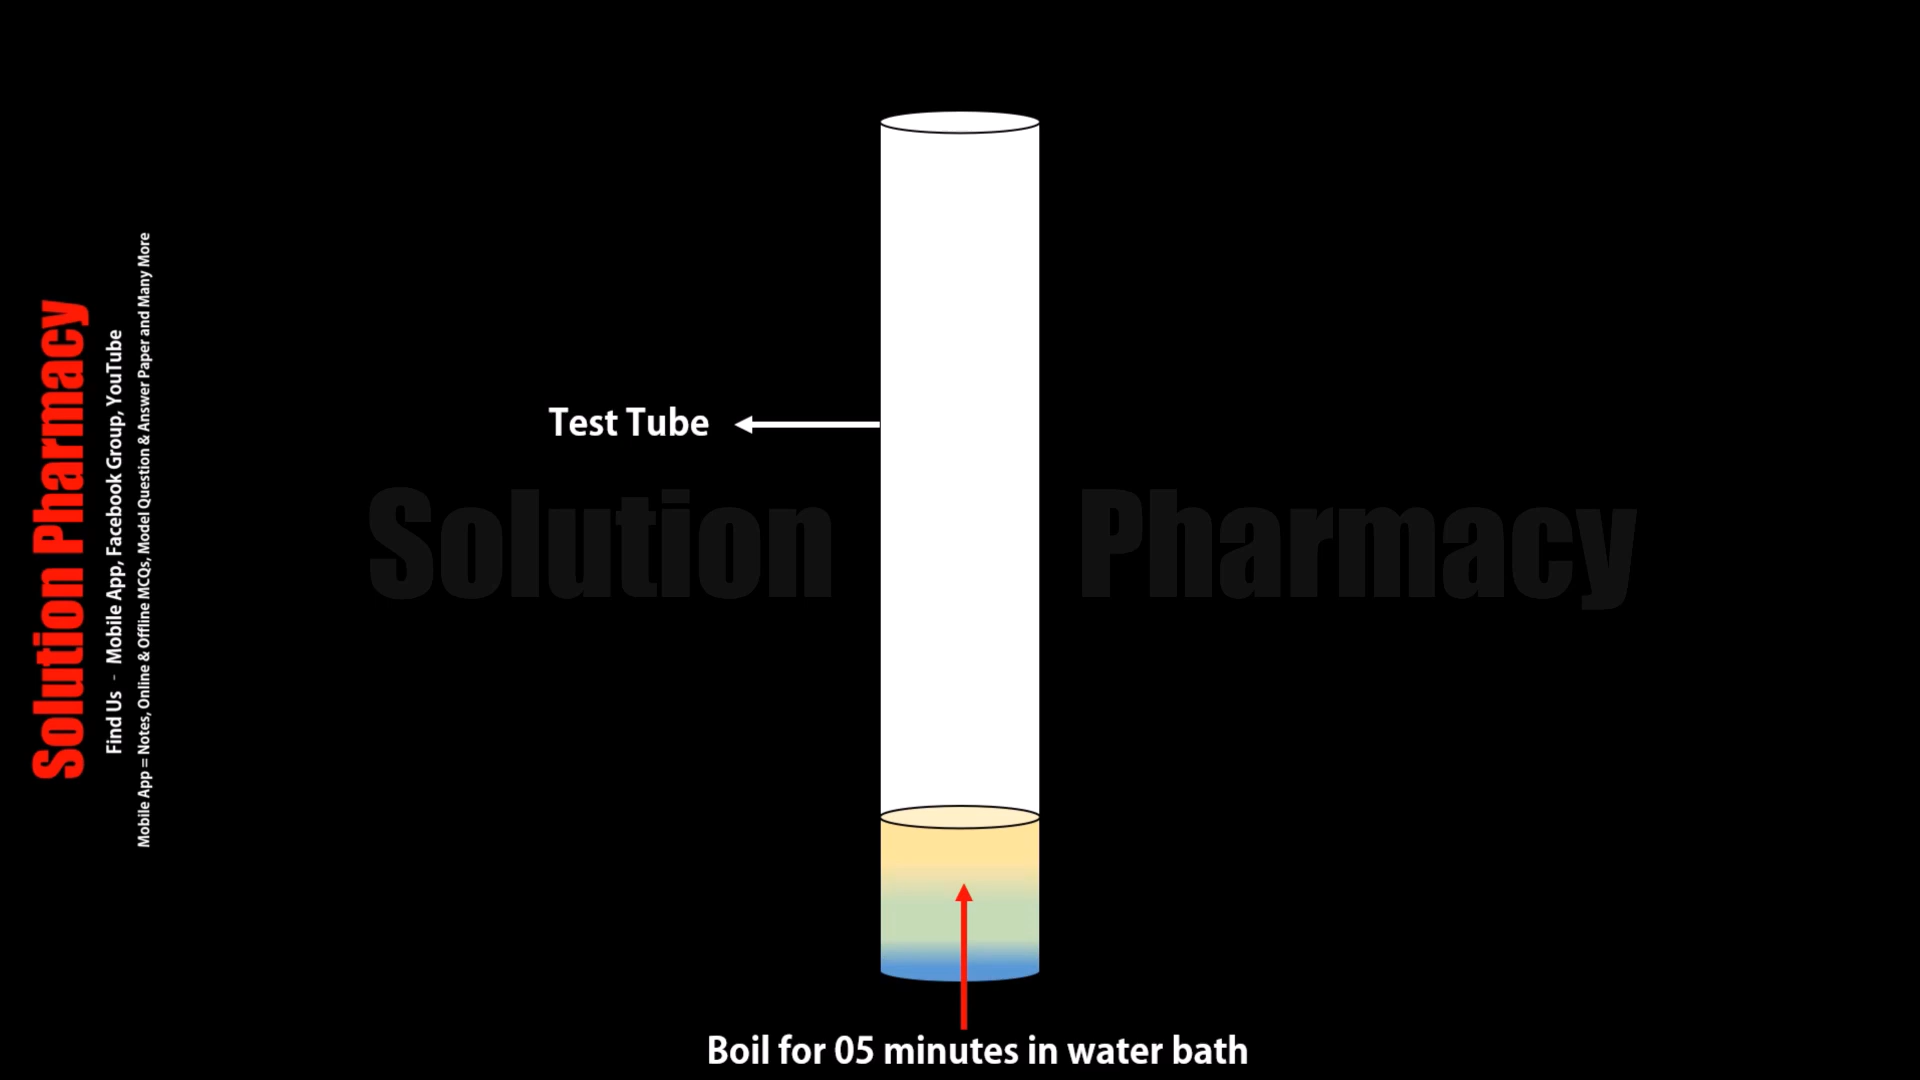 Solution Pharmacy
Find Us - Mobile App, Facebook Group, YouTube
Mobile App = Notes, Online & Offline MCQs, Model Question & Answer Paper and Many More
Test Tube
Solution Pharmacy
Boil for 05 minutes in water bath